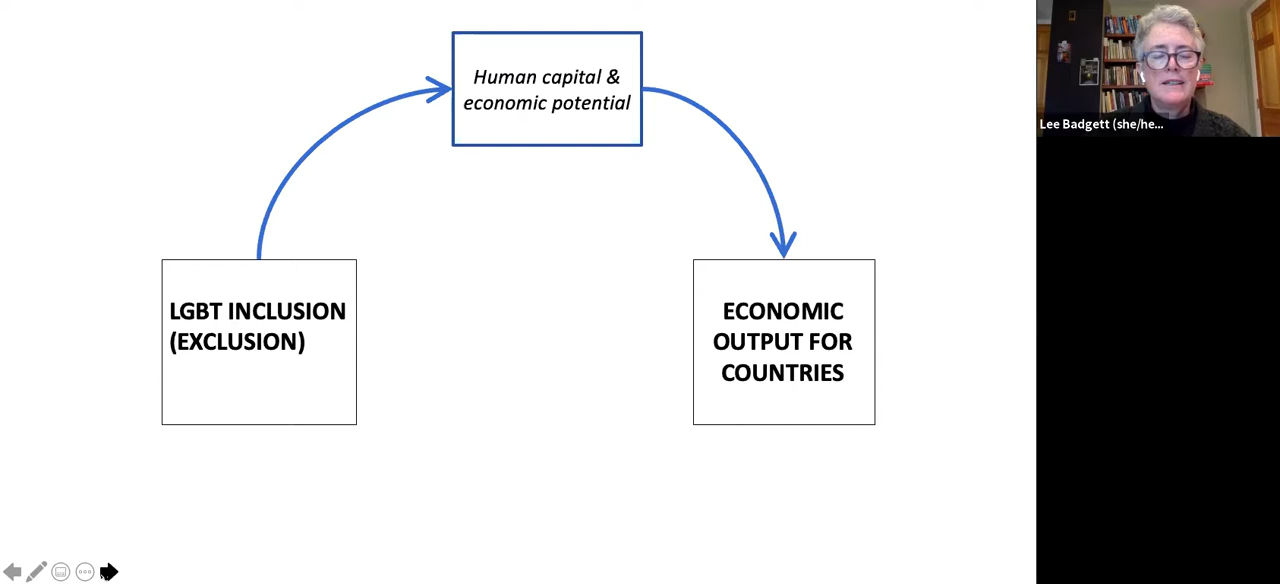 Human capital &
economic potential
LGBT INCLUSION
(EXCLUSION)
ECONOMIC
OUTPUT FOR
COUNTRIES
Lee Badgett (she/he...